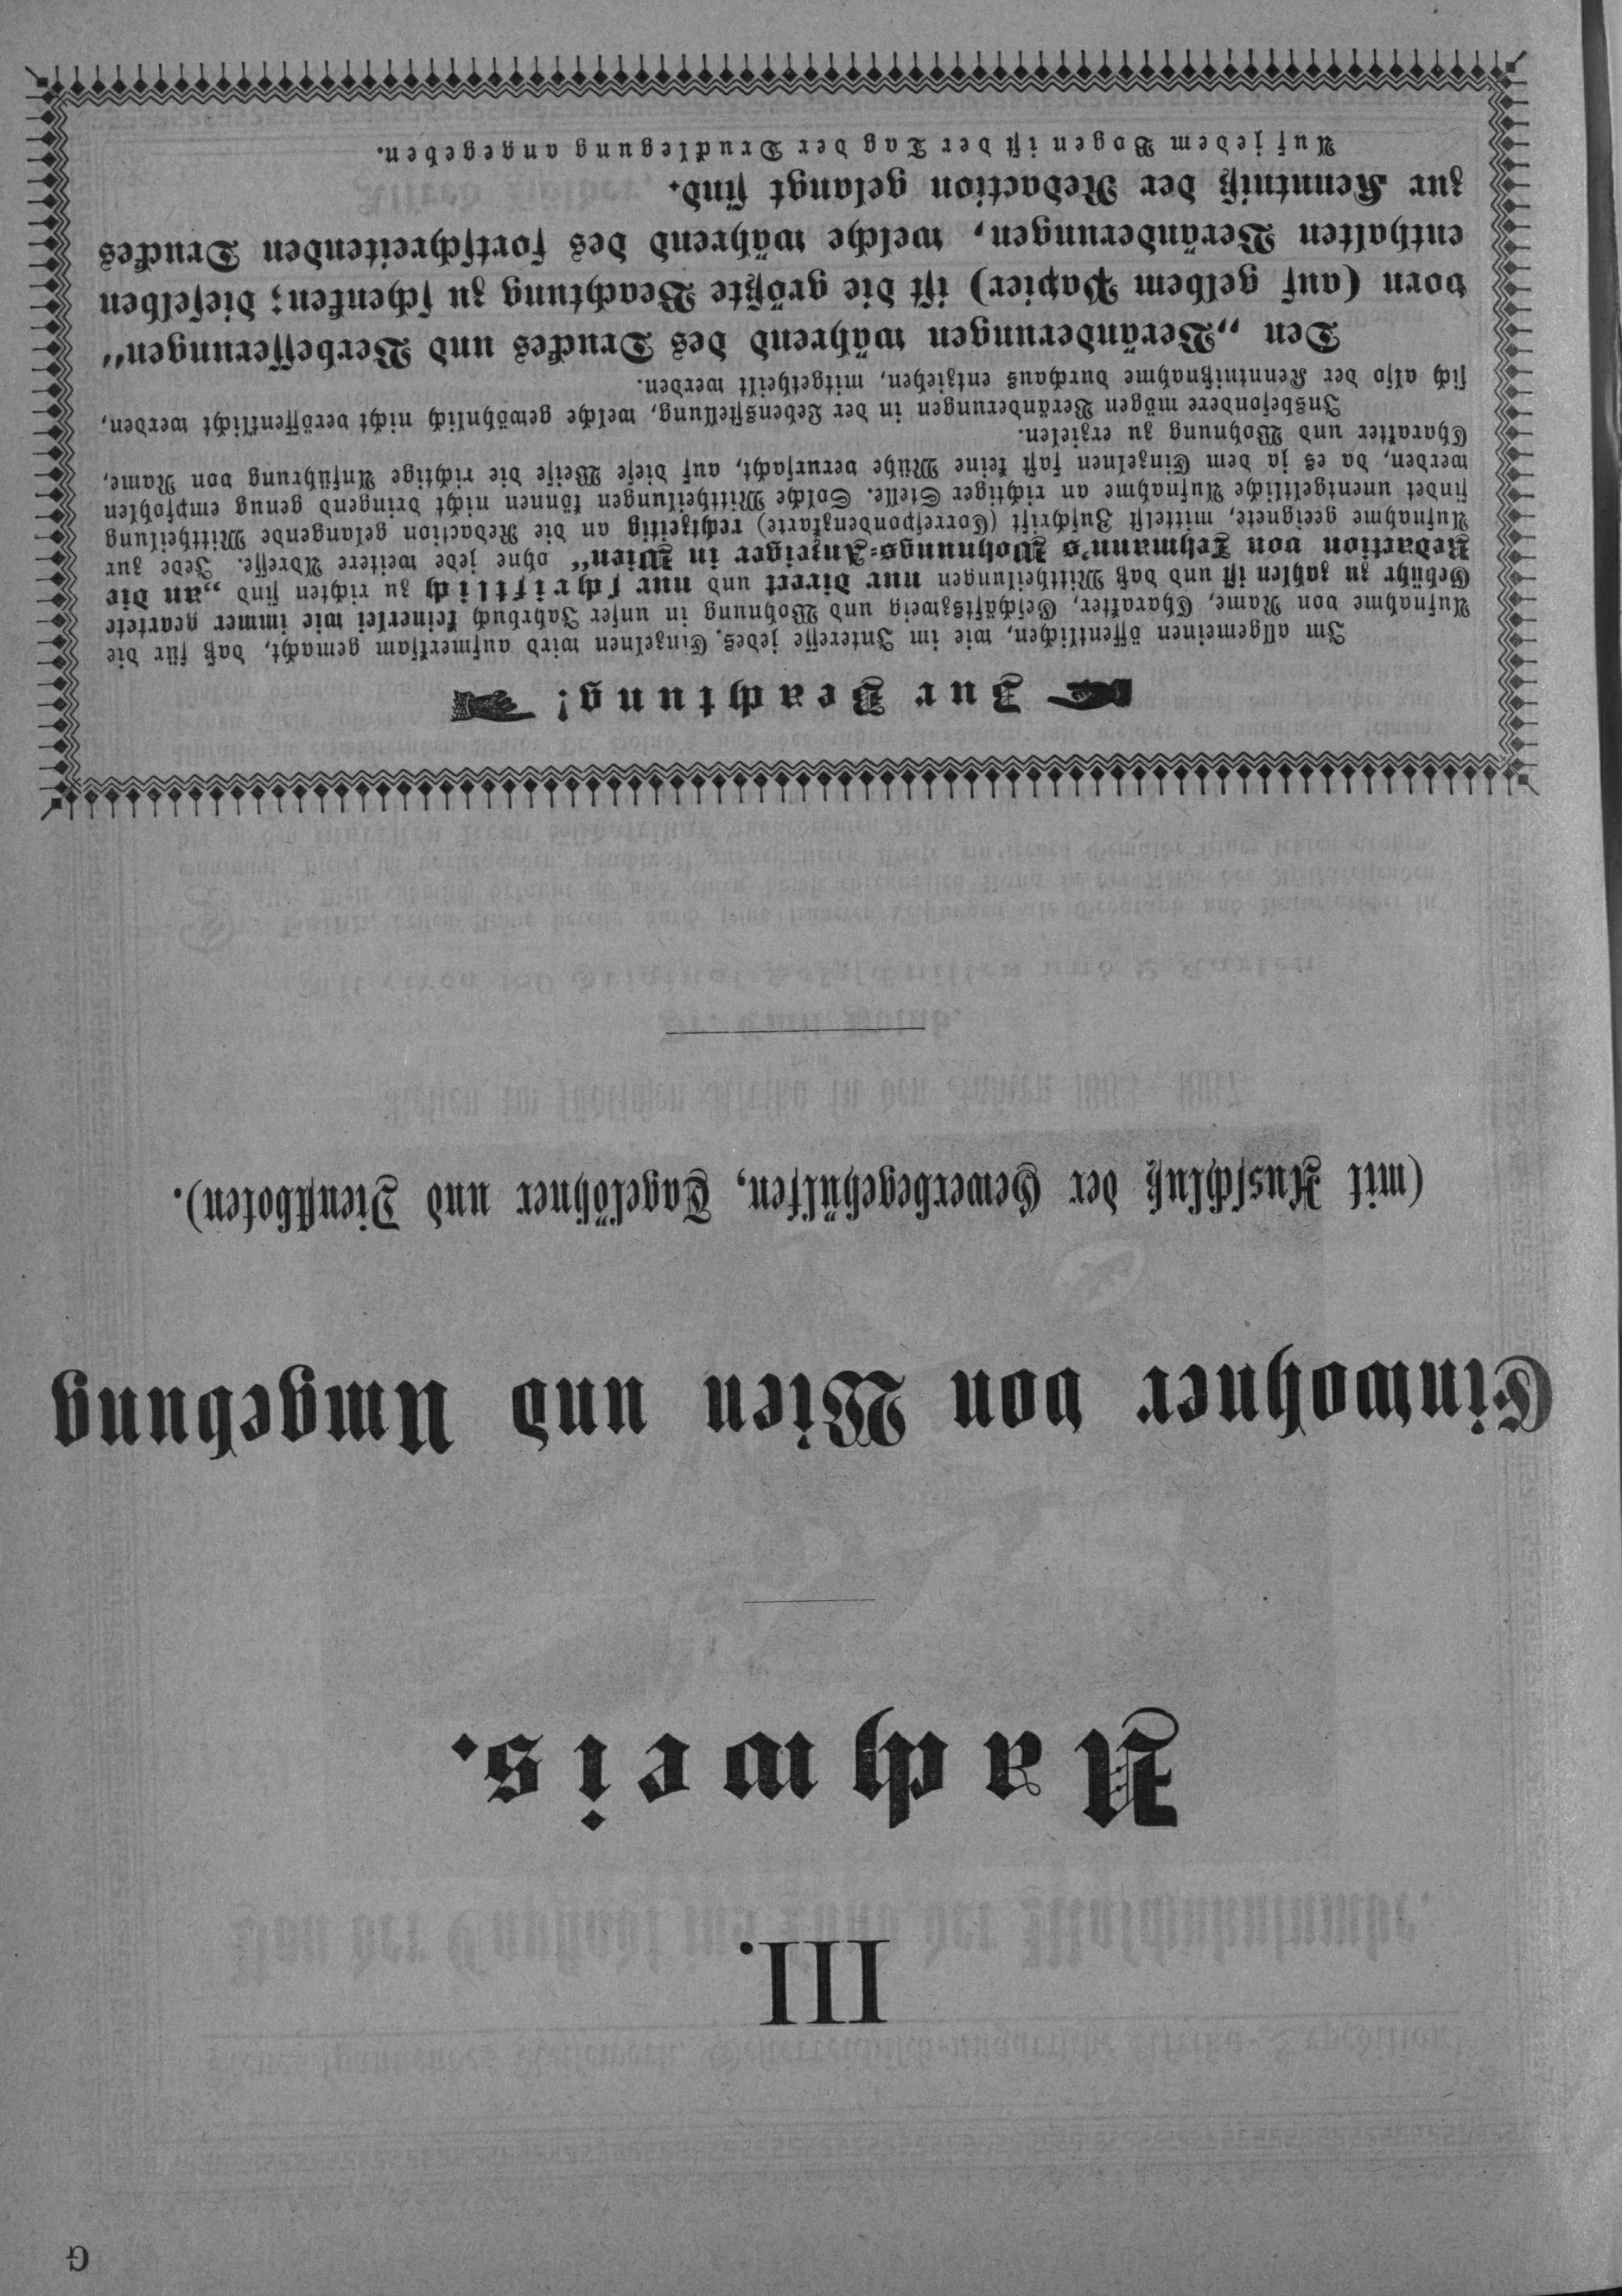 G
III.
Nachweis.
Einwohner von Wien und Umgebung
(mit Ausschluß der Gewerbegehülfen, Tagelöhner und Dienstboten).
Zur Beachtung!
Im allgemeinen öffentlichen, wie im Interesse jedes Einzelnen wird aufmerksam gemacht, daß für die
Aufnahme von Name, Charakter, Geschäftszweig und Wohnung in unser Jahrbuch keinerlei wie immer geartete
Gebühr zu zahlen ist und daß Mittheilungen nur direct und nur schriftlich zu richten sind „an die
Redaction von Lehmann's Wohnungs-Anzeiger in Wien“ ohne jede weitere Adresse. Jede zur
Aufnahme geeignete, mittelst Zuschrift (Correspondenzkarte) rechtzeitig an die Redaction gelangende Mittheilung
findet unentgeltliche Aufnahme an richtiger Stelle. Solche Mittheilungen können nicht dringend genug empfohlen
werden, da es ja dem Einzelnen fast keine Mühe verursacht, auf diese Weise die richtige Anführung von Name,
Charakter und Wohnung zu erzielen.
Insbesondere mögen Veränderungen in der Lebensstellung, welche gewöhnlich nicht veröffentlicht werden,
sich also der Kenntnißnahme durchaus entziehen, mitgetheilt werden.
Den „Veränderungen während des Druckes und Verbesserungen“
vorn (auf gelbem Papier) ist die größte Beachtung zu schenken; dieselben
enthalten Veränderungen, welche während des fortschreitenden Druckes
zur Kenntniß der Redaction gelangt sind.
Auf jedem Bogen ist der Tag der Drucklegung angegeben.